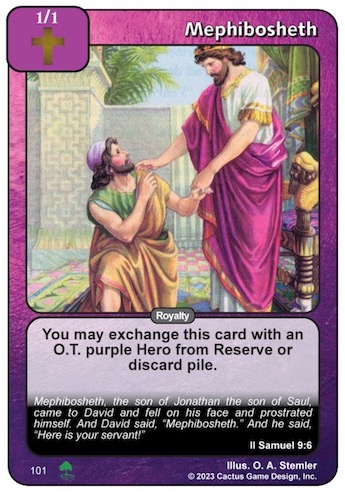 1/1
Mephibosheth
Royalty
You may exchange this card with an
O.T. purple Hero from Reserve or
discard pile.
Mephibosheth, the son of Jonathan the son of Saul,
came to David and fell on his face and prostrated
himself. And David said, “Mephibosheth.” And he said,
“Here is your servant!”
II Samuel 9:6
Illus. O. A. Stemler
101
© 2023 Cactus Game Design, Inc.